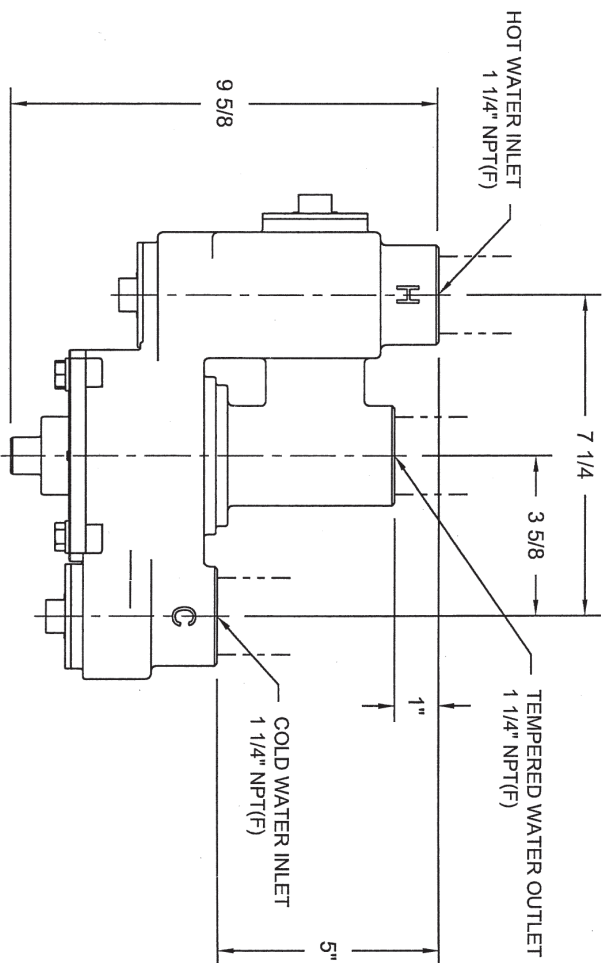 HOT WATER INLET
1 1/4" NPT(F)
9 5/8
H
7 1/4
3 5/8
TEMPERED WATER OUTLET
1 1/4" NPT(F)
1"
C
COLD WATER INLET
1 1/4" NPT(F)
5"